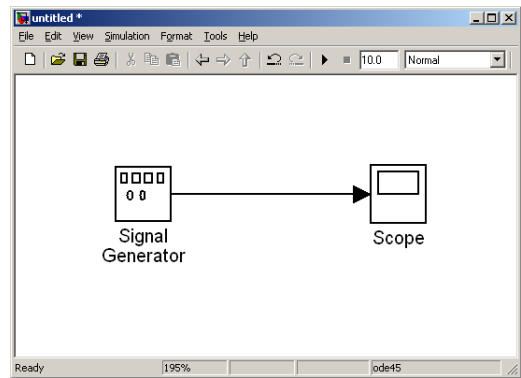 untitled *
File Edit View Simulation Format Tools Help
10.0 Normal
Signal
Generator
Scope
Ready 195% ode45